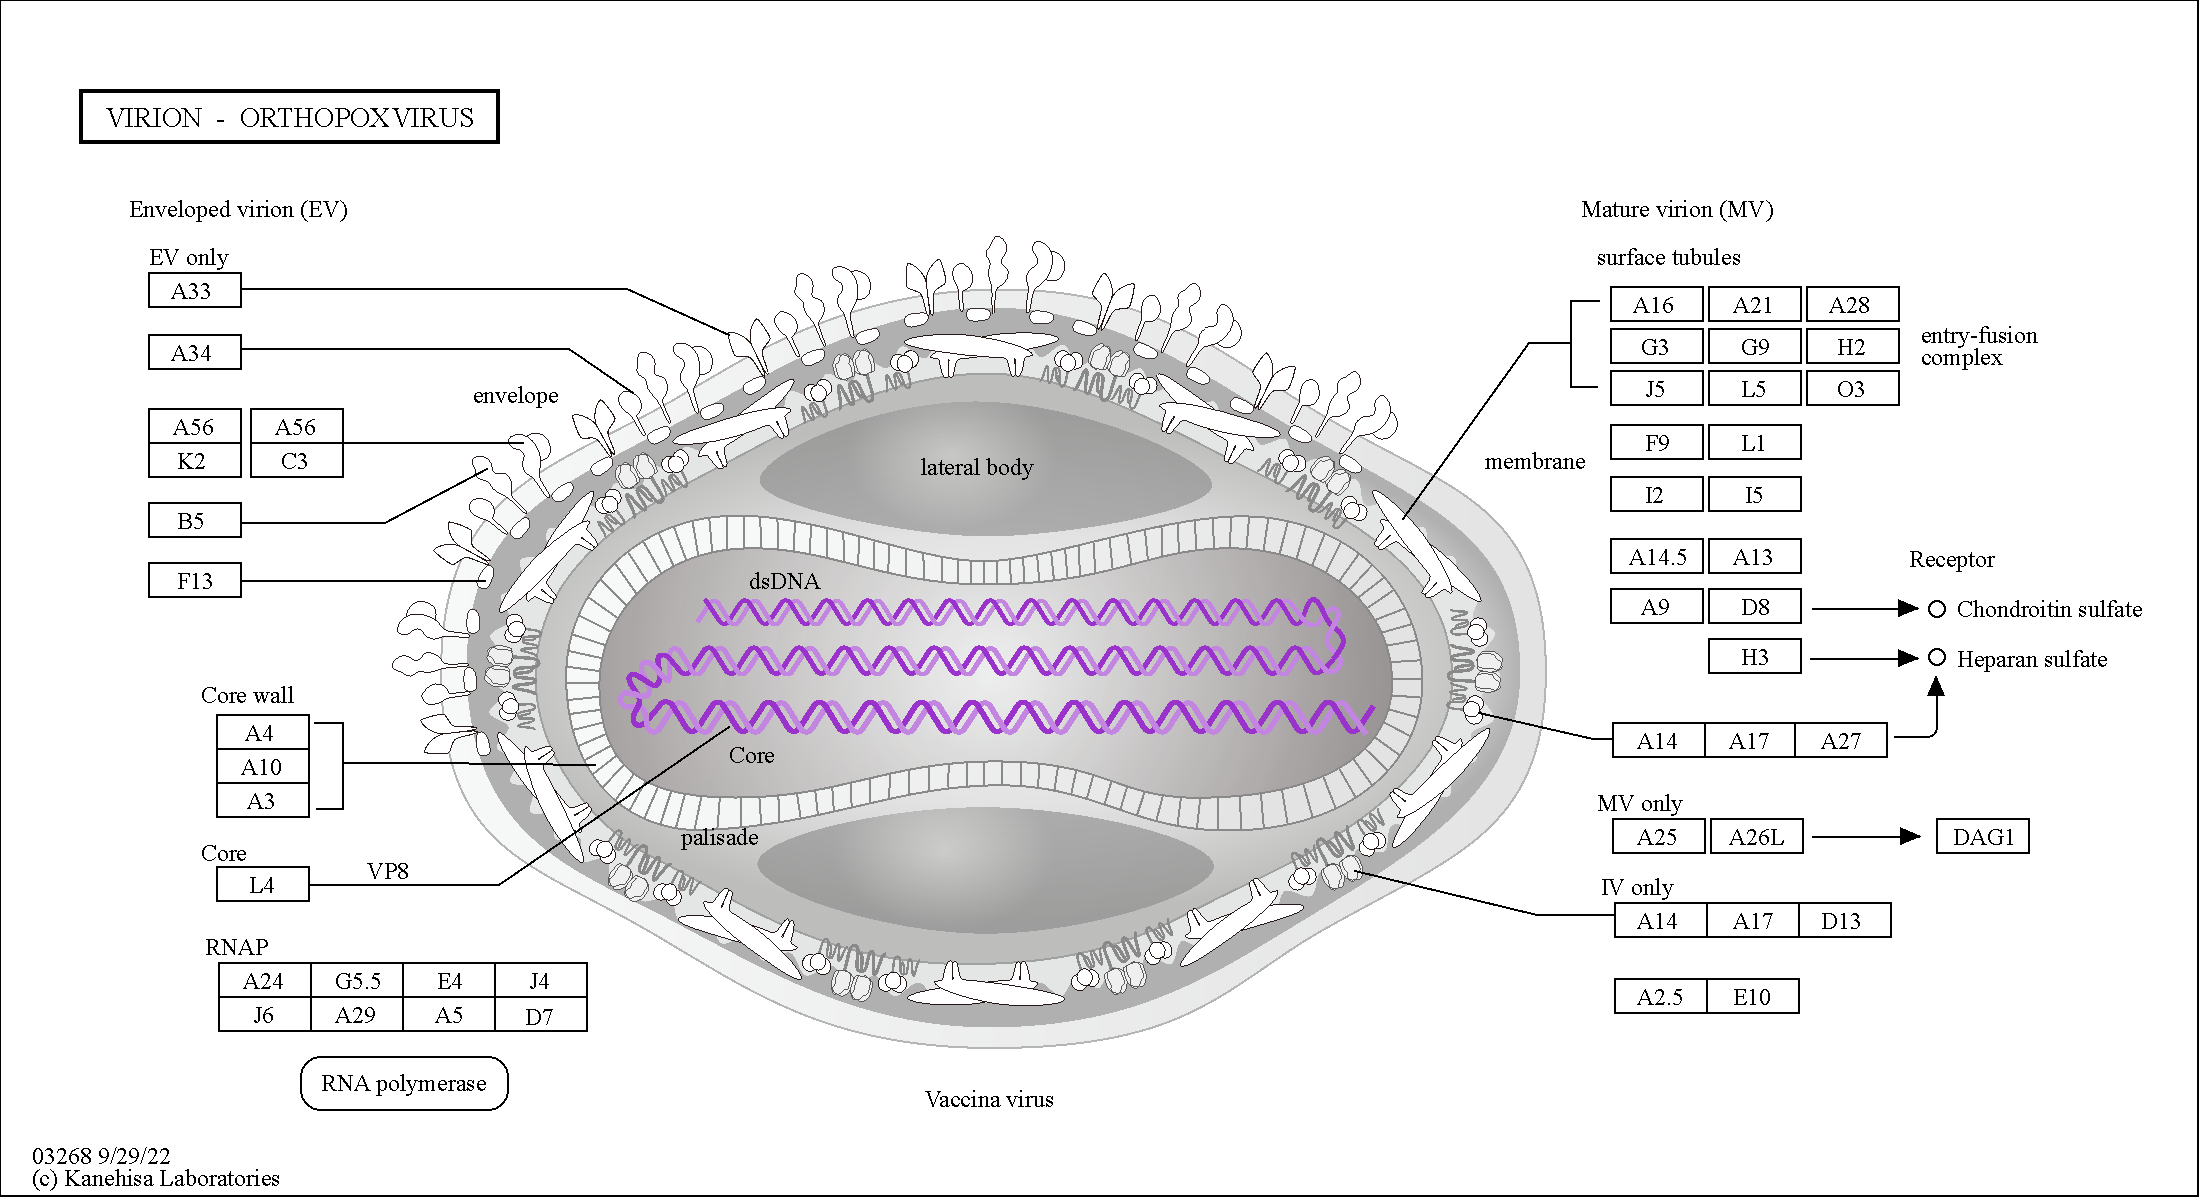 VIRION - ORTHOPOXVIRUS
Enveloped virion (EV)
EV only
A33
A34
envelope
A56 A56
K2 C3
B5
F13
Core wall
A4
A10
A3
Core
L4
VP8
RNAP
A24 G5.5 E4 J4
J6 A29 A5 D7
RNA polymerase
lateral body
dsDNA
Core
palisade
Vaccina virus
Mature virion (MV)
surface tubules
A16 A21 A28
G3 G9 H2
J5 L5 O3
entry-fusion
complex
membrane
F9 L1
I2 I5
A14.5 A13
Receptor
A9 D8 Chondroitin sulfate
H3 Heparan sulfate
A14 A17 A27
MV only
A25 A26L DAG1
IV only
A14 A17 D13
A2.5 E10
03268 9/29/22
(c) Kanehisa Laboratories